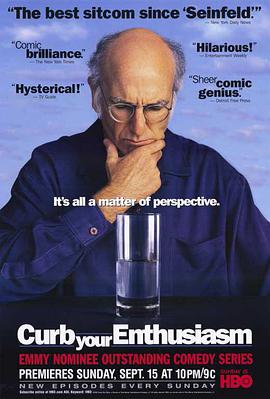 "The best sitcom since 'Seinfeld.'"
— New York Daily News
"Comic
brilliance."
— The New York Times
"Hilarious!"
— Entertainment Weekly
"Hysterical!"
— TV Guide
"Sheer comic
genius."
— Detroit Free Press
It's all a matter of perspective.
Curb your Enthusiasm
EMMY NOMINEE OUTSTANDING COMEDY SERIES
PREMIERES SUNDAY, SEPT. 15 AT 10PM/9C
NEW EPISODES EVERY SUNDAY
sunday is
HBO